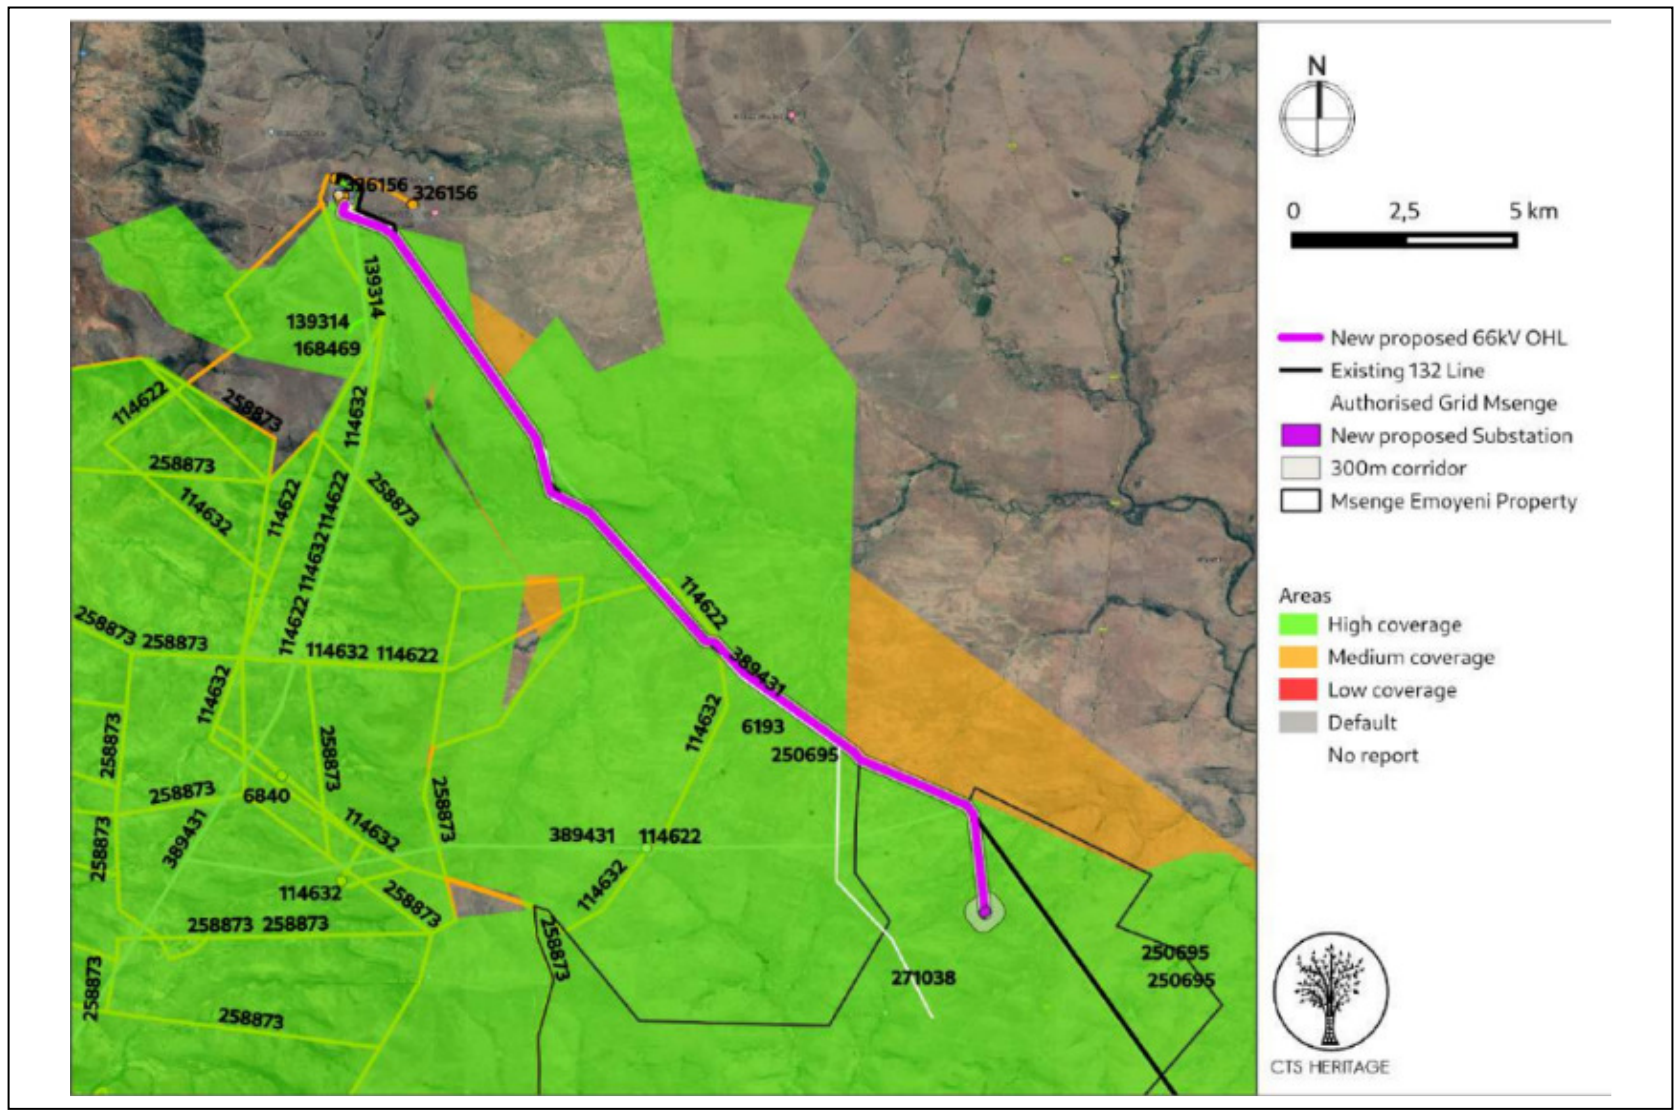 N
0 2,5 5 km
New proposed 66kV OHL
Existing 132 Line
Authorised Grid Msenge
New proposed Substation
300m corridor
Msenge Emoyeni Property
Areas
High coverage
Medium coverage
Low coverage
Default
No report
CTS HERITAGE
326156
326156
139314
139314
168469
114622
258873
114632
258873
114632
114622
114622
258873
114632
114622
258873 258873
114632 114622
114622
389431
114632
114632
6193
250695
258873
258873
258873
6840
258873
114632
389431
258873
389431 114622
114632
114632
258873
258873 258873
258873
258873
258873
271038
250695
250695